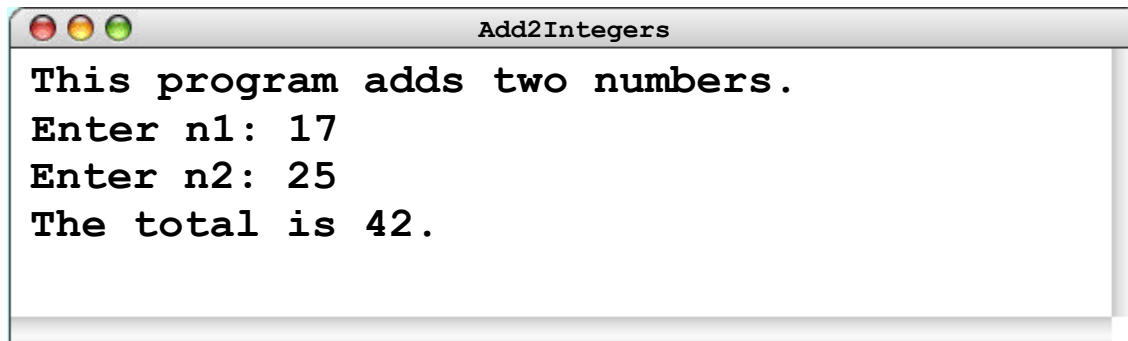 Add2Integers
This program adds two numbers.
Enter n1: 17
Enter n2: 25
The total is 42.